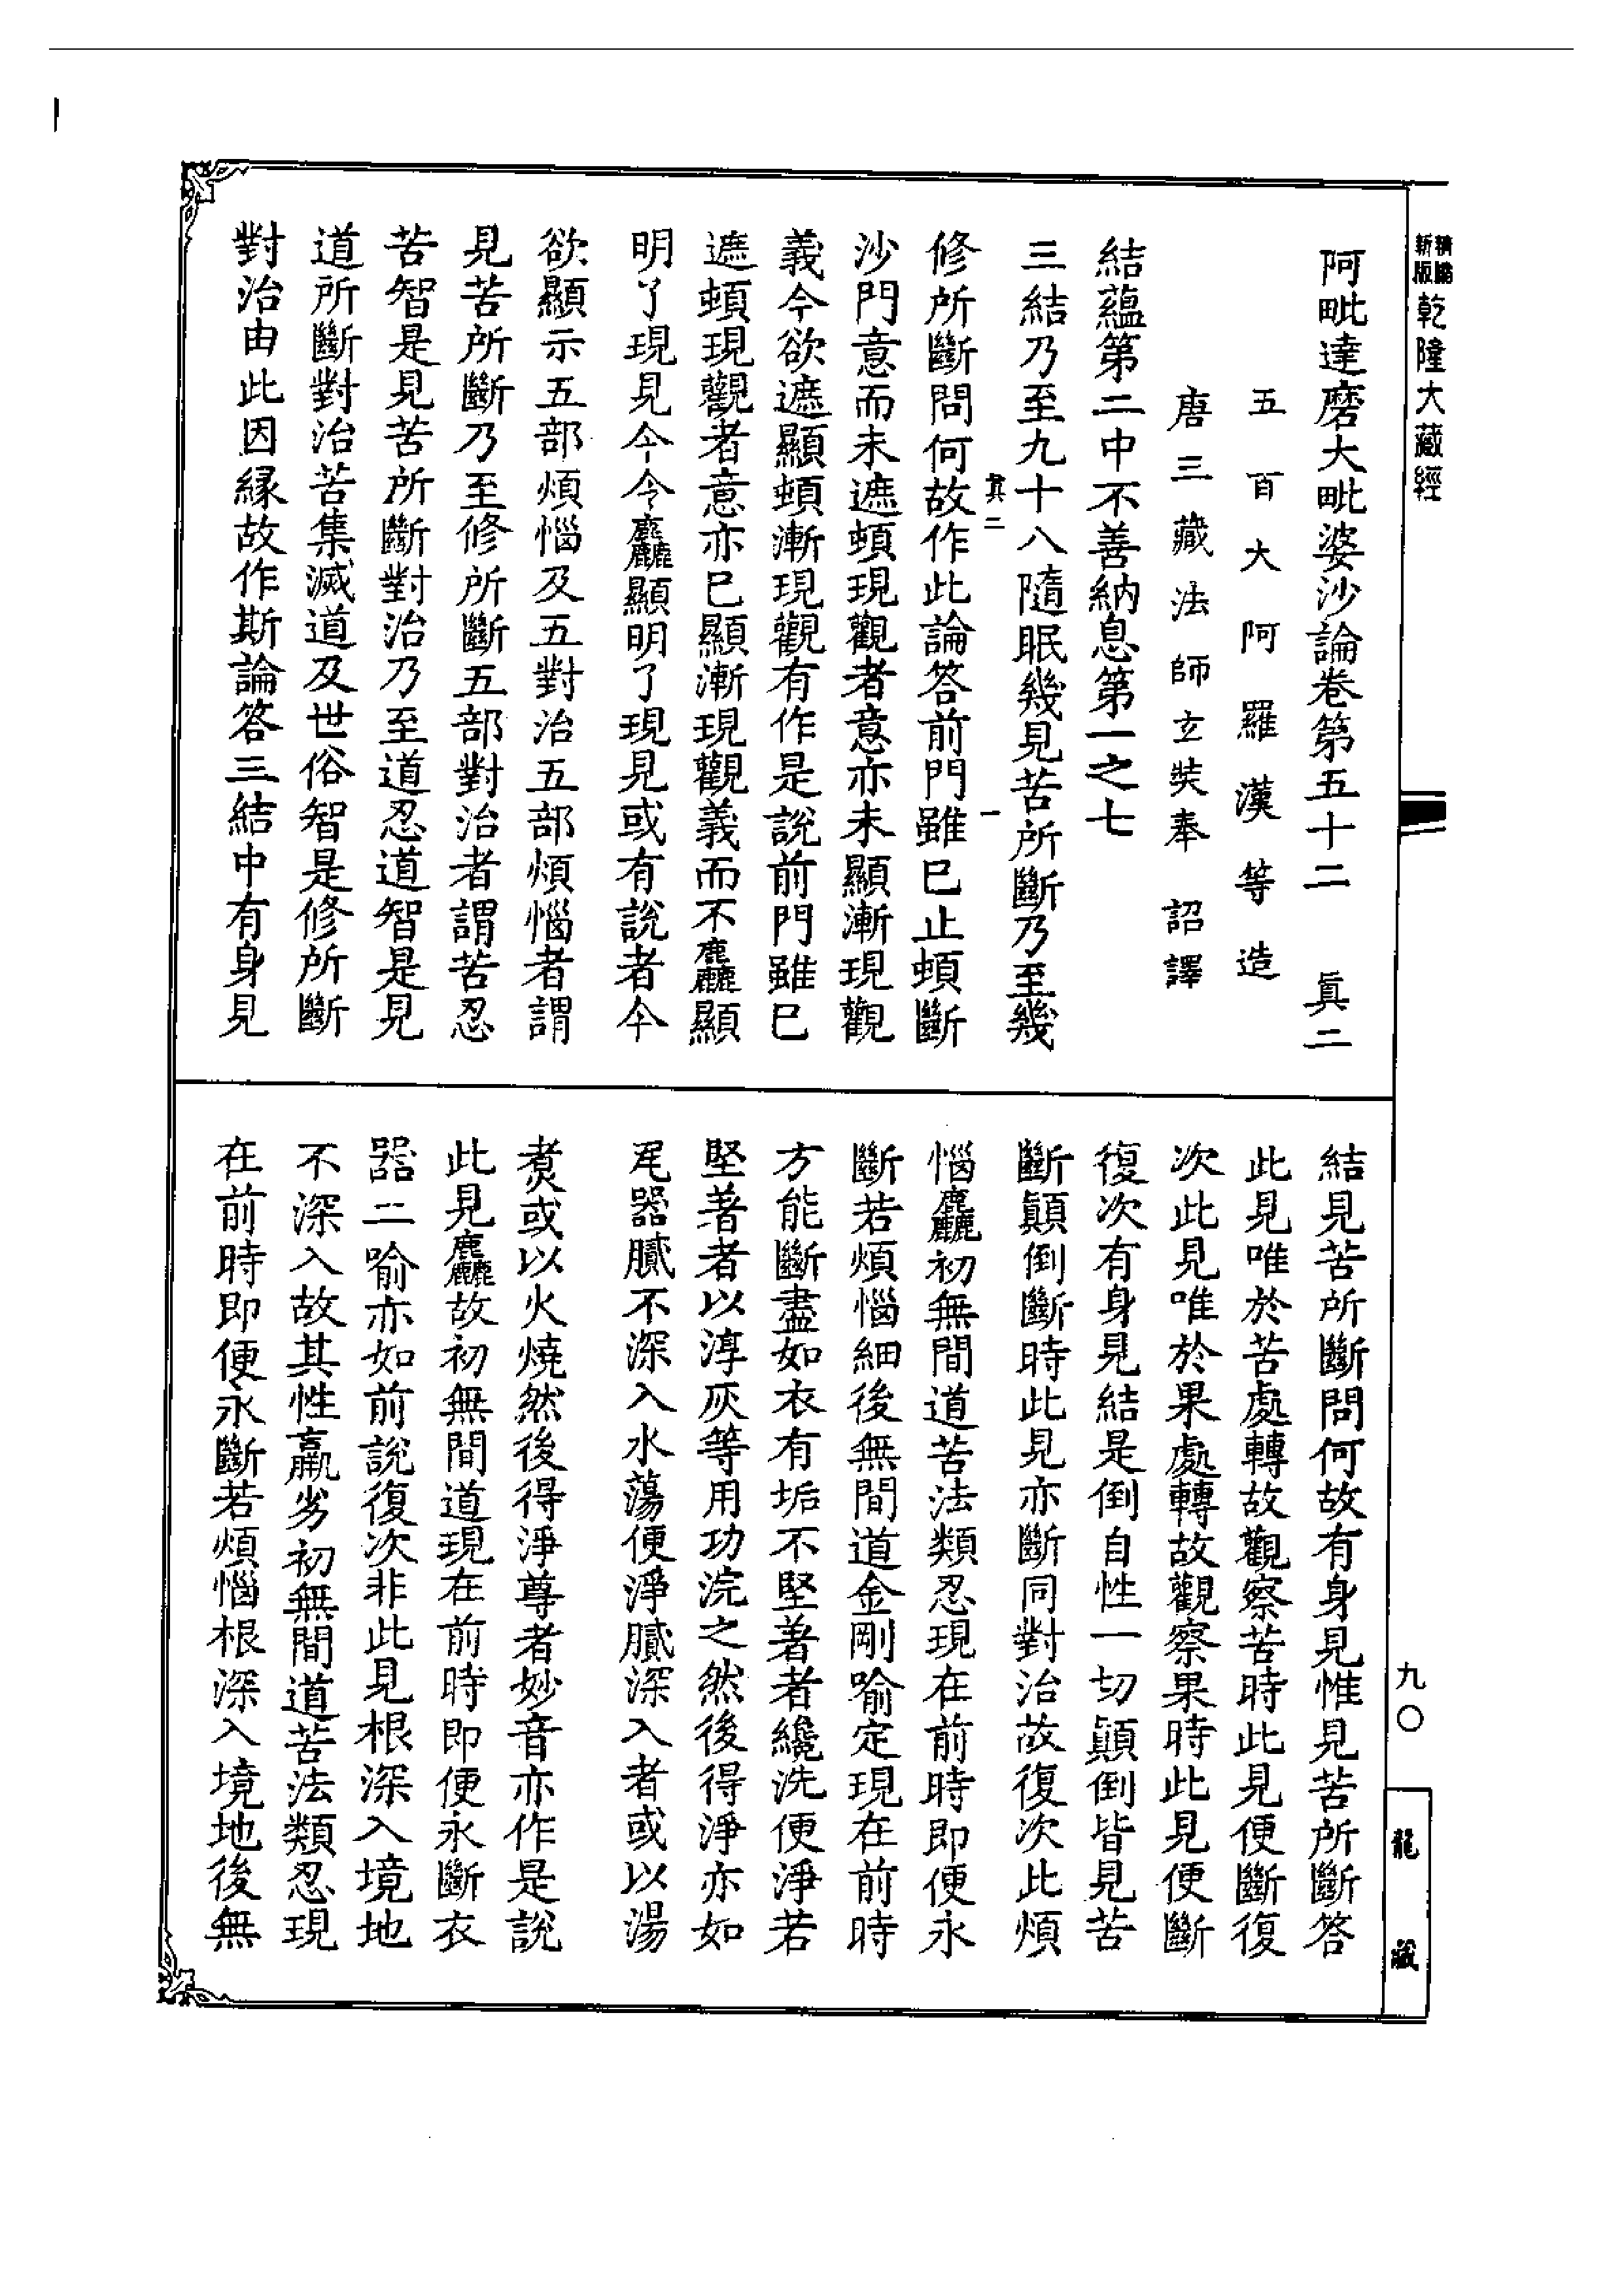 新版
精縮
乾隆大藏經
阿毗達磨大毗婆沙論卷第五十二 眞二
五百大阿羅漢等造
唐三藏法師玄奘奉 詔譯
結蘊第二中不善納息第一之七
三結乃至九十八隨眠幾見苦所斷乃至幾
眞二 一
修所斷問何故作此論答前門雖巳止頓斷
沙門意而未遮頓現觀者意亦未顯漸現觀
義今欲遮顯頓漸現觀有作是說前門雖巳
遮頓現觀者意亦巳顯漸現觀義而不麤顯
明了現見今令麤顯明了現見或有說者今
欲顯示五部煩惱及五對治五部煩惱者謂
見苦所斷乃至修所斷五部對治者謂苦忍
苦智是見苦所斷對治乃至道忍道智是見
道所斷對治苦集滅道及世俗智是修所斷
對治由此因緣故作斯論答三結中有身見
結見苦所斷問何故有身見惟見苦所斷答
此見唯於苦處轉故觀察苦時此見便斷復
次此見唯於果處轉故觀察果時此見便斷
復次有身見結是倒自性一切顛倒皆見苦
斷顛倒斷時此見亦斷同對治故復次此煩
惱麤初無間道苦法類忍現在前時即便永
斷若煩惱細後無間道金剛喻定現在前時
方能斷盡如衣有垢不堅著者纔洗便淨若
堅著者以淳灰等用功浣之然後得淨亦如
瓦器膩不深入水蕩便淨膩深入者或以湯
煑或以火燒然後得淨尊者妙音亦作是說
此見麤故初無間道現在前時即便永斷衣
器二喻亦如前說復次非此見根深入境地
不深入故其性羸劣初無間道苦法類忍現
在前時即便永斷若煩惱根深入境地後無
九〇
龍藏